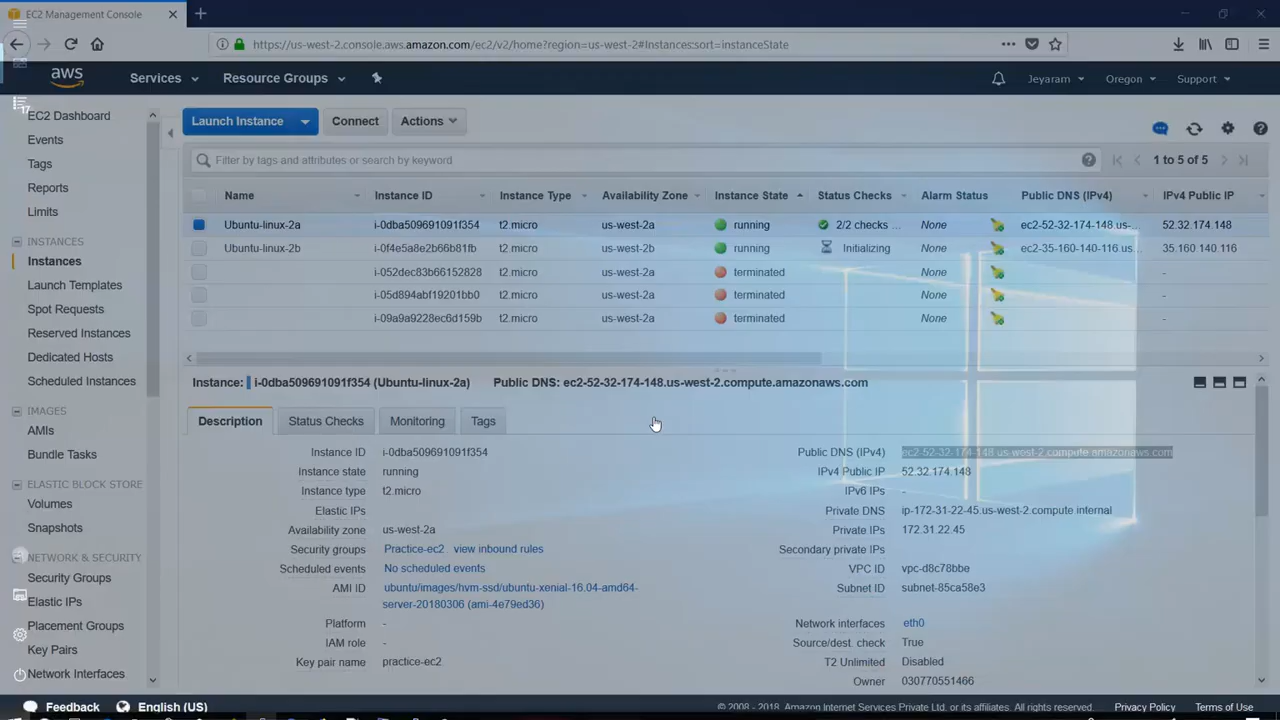 EC2 Management Console
https://us-west-2.console.aws.amazon.com/ec2/v2/home?region=us-west-2#Instances:sort=instanceState
aws Services Resource Groups Jeyaram Oregon Support
17
EC2 Dashboard
Events
Tags
Reports
Limits
INSTANCES
Instances
Launch Templates
Spot Requests
Reserved Instances
Dedicated Hosts
Scheduled Instances
IMAGES
AMIs
Bundle Tasks
ELASTIC BLOCK STORE
Volumes
Snapshots
NETWORK & SECURITY
Security Groups
Elastic IPs
Placement Groups
Key Pairs
Network Interfaces
Launch Instance Connect Actions
Filter by tags and attributes or search by keyword 1 to 5 of 5
Name Instance ID Instance Type Availability Zone Instance State Status Checks Alarm Status Public DNS (IPv4) IPv4 Public IP
Ubuntu-linux-2a i-0dba509691091f354 t2.micro us-west-2a running 2/2 checks ... None ec2-52-32-174-148.us-... 52.32.174.148
Ubuntu-linux-2b i-0f4e5a8e2b66b81fb t2.micro us-west-2b running Initializing None ec2-35-160-140-116.us... 35.160.140.116
i-052dec83b66152828 t2.micro us-west-2a terminated None -
i-05d894abf19201bb0 t2.micro us-west-2a terminated None -
i-09a9a9228ec6d159b t2.micro us-west-2a terminated None -
Instance: i-0dba509691091f354 (Ubuntu-linux-2a) Public DNS: ec2-52-32-174-148.us-west-2.compute.amazonaws.com
Description Status Checks Monitoring Tags
Instance ID i-0dba509691091f354
Instance state running
Instance type t2.micro
Elastic IPs
Availability zone us-west-2a
Security groups Practice-ec2 . view inbound rules
Scheduled events No scheduled events
AMI ID ubuntu/images/hvm-ssd/ubuntu-xenial-16.04-amd64-
server-20180306 (ami-4e79ed36)
Platform -
IAM role -
Key pair name practice-ec2
Public DNS (IPv4) ec2-52-32-174-148.us-west-2.compute.amazonaws.com
IPv4 Public IP 52.32.174.148
IPv6 IPs -
Private DNS ip-172-31-22-45.us-west-2.compute.internal
Private IPs 172.31.22.45
Secondary private IPs
VPC ID vpc-d8c78bbe
Subnet ID subnet-85ca58e3
Network interfaces eth0
Source/dest. check True
T2 Unlimited Disabled
Owner 030770551466
Feedback English (US) © 2008 - 2018, Amazon Internet Services Private Ltd. or its affiliates. All rights reserved. Privacy Policy Terms of Use